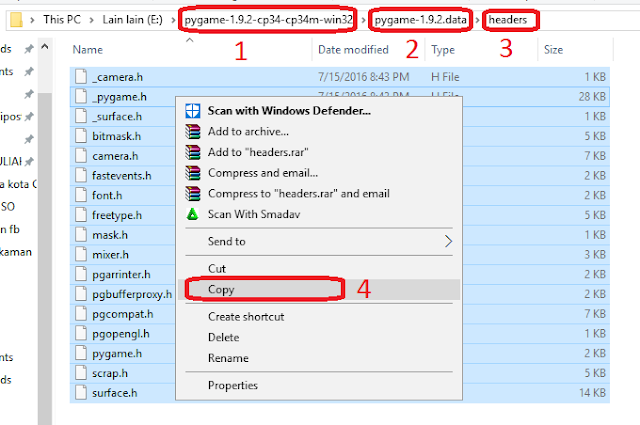 This PC > Lain lain (E:) > pygame-1.9.2-cp34-cp34m-win32 > pygame-1.9.2.data > headers
1 2 3
Name Date modified Type Size
_camera.h 7/15/2016 8:43 PM H File 1 KB
_pygame.h 7/15/2016 8:43 PM H File 28 KB
_surface.h 1 KB
bitmask.h 5 KB
camera.h 7 KB
fastevents.h 1 KB
font.h 2 KB
freetype.h 5 KB
mask.h 1 KB
mixer.h 3 KB
pgarrinter.h 2 KB
pgbufferproxy.h 2 KB
pgcompat.h 7 KB
pgopengl.h 1 KB
pygame.h 2 KB
scrap.h 5 KB
surface.h 14 KB
Scan with Windows Defender...
Add to archive...
Add to "headers.rar"
Compress and email...
Compress to "headers.rar" and email
Scan With Smadav
Send to
Cut
Copy 4
Create shortcut
Delete
Rename
Properties
ents
ds
ipos
ULIAH
a kota
SO
n fb
kaman
nts
ds